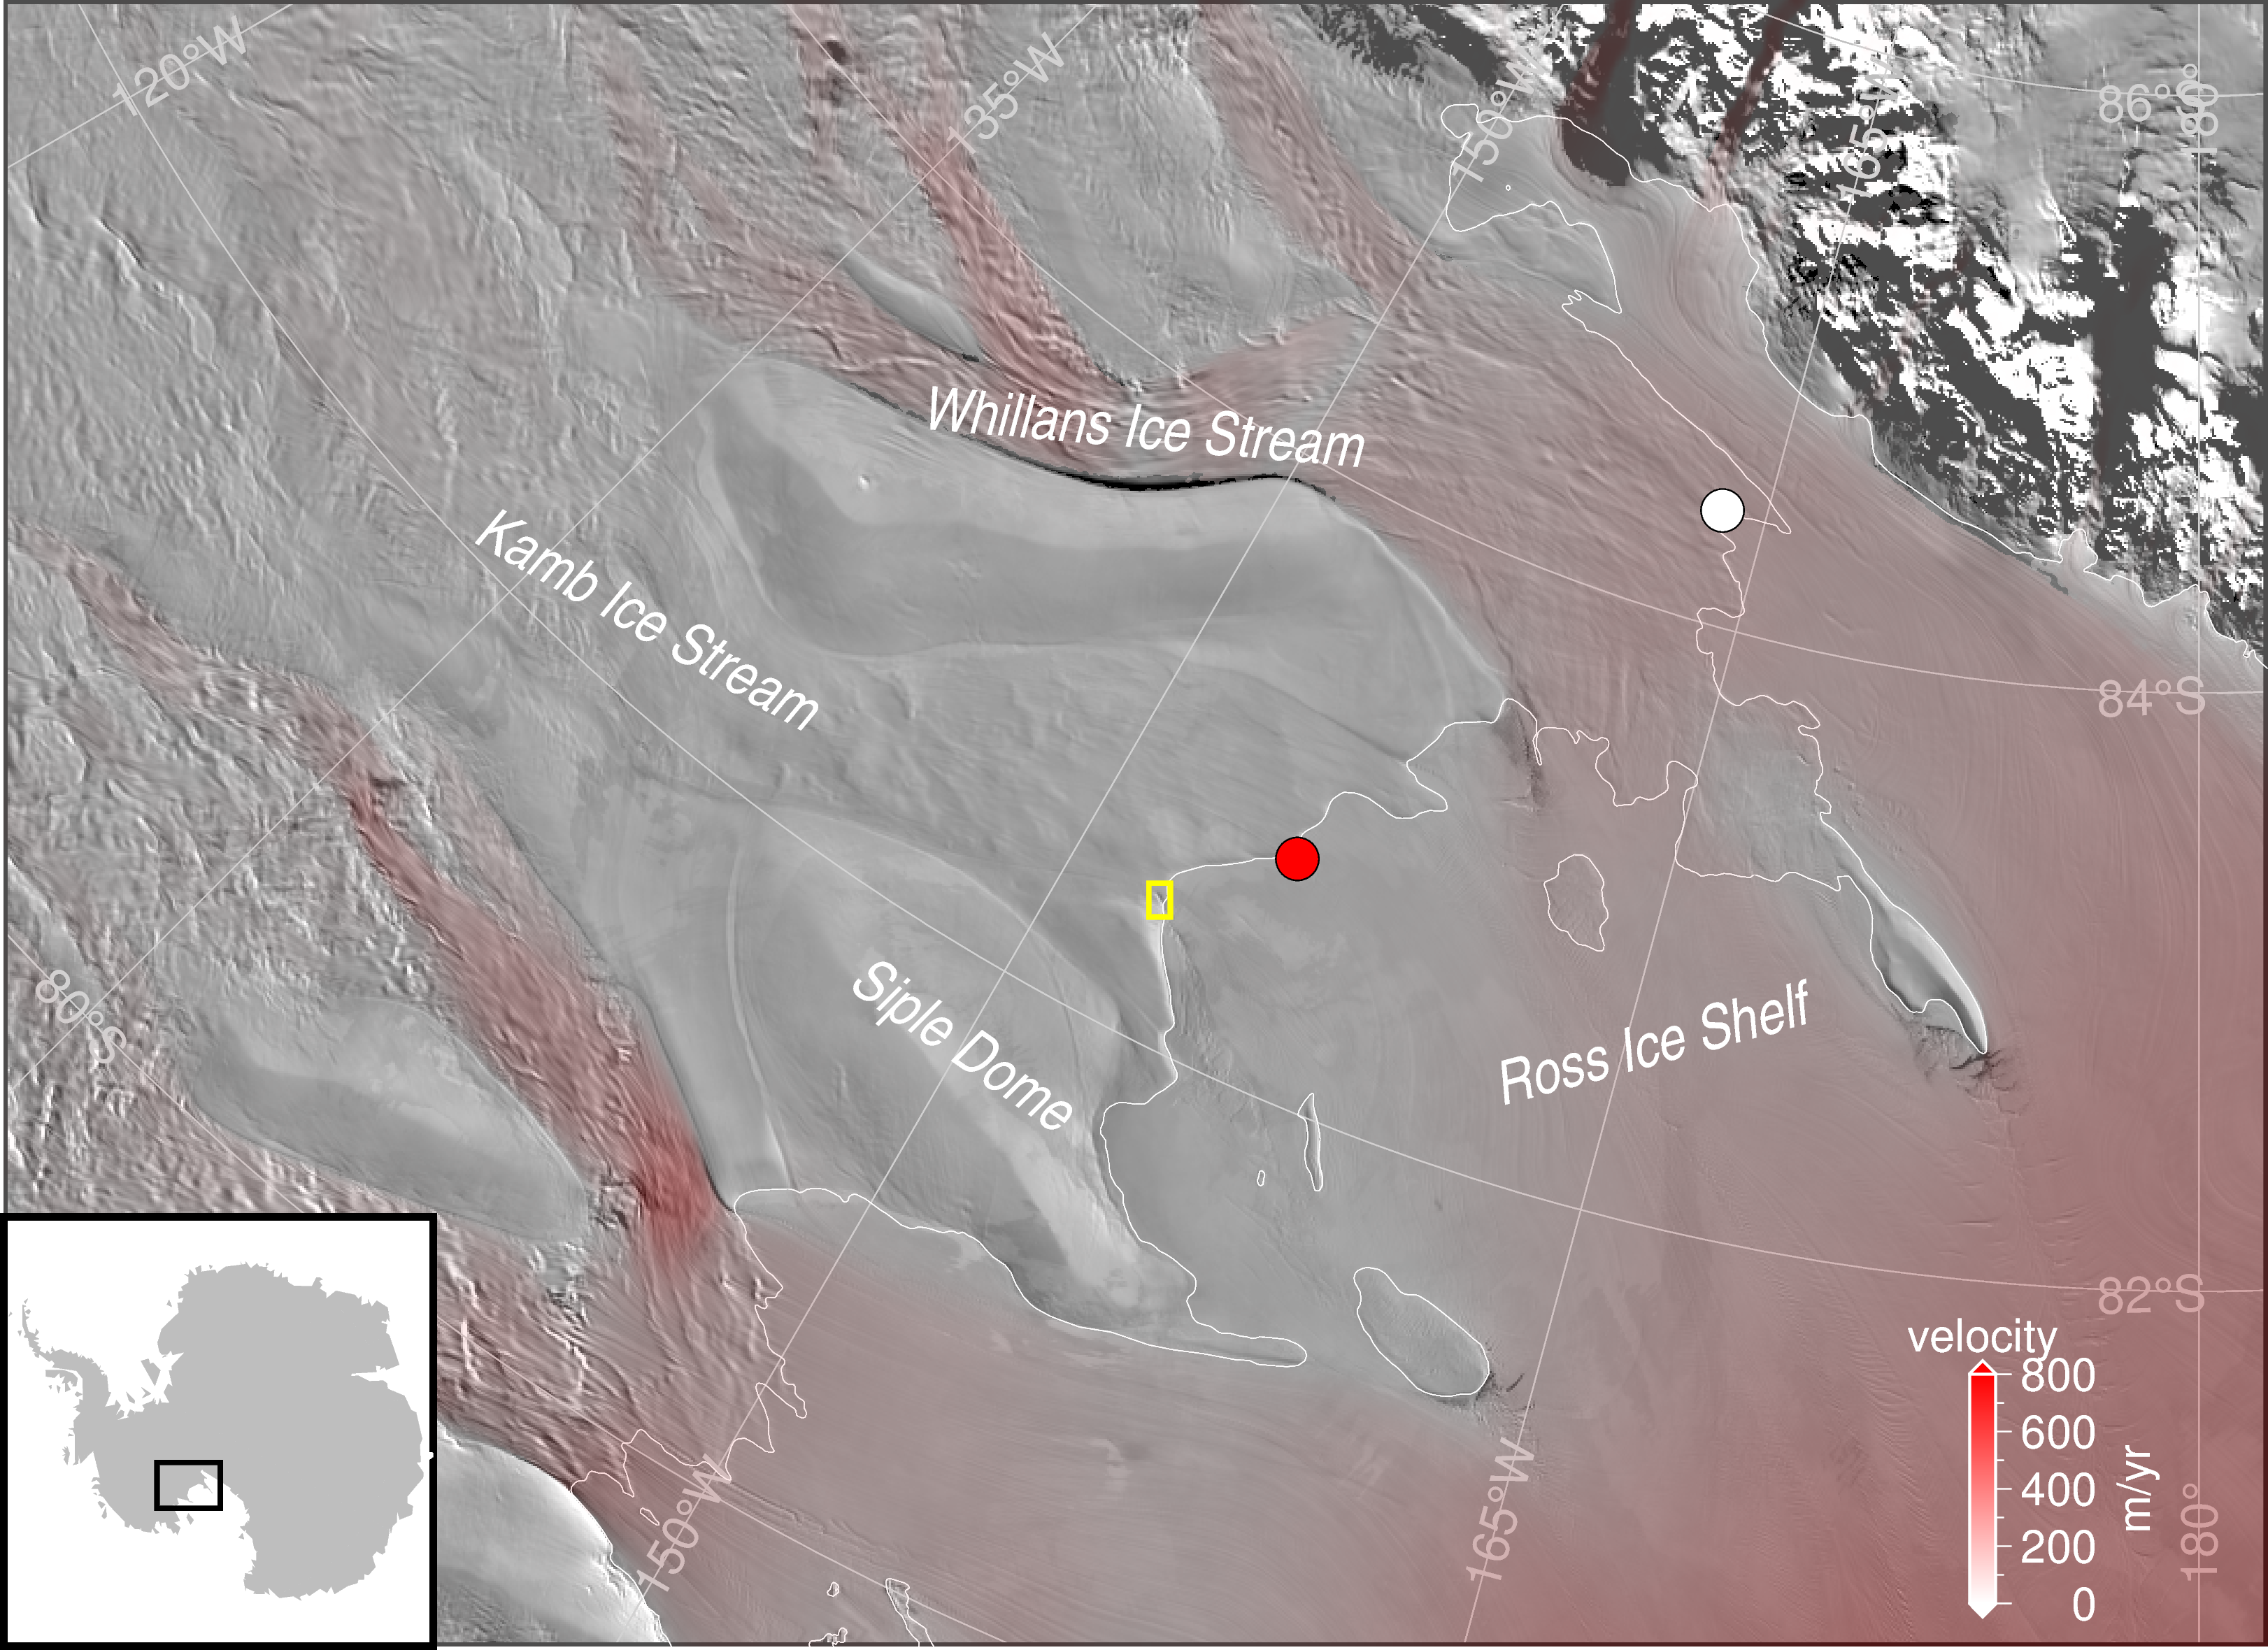 120°W
135°W
150°W
165°W
86°S
180°
Whillans Ice Stream
Kamb Ice Stream
84°S
80°S
Siple Dome
Ross Ice Shelf
82°S
velocity
800
600
400
200
0
m/yr
150°W
165°W
180°